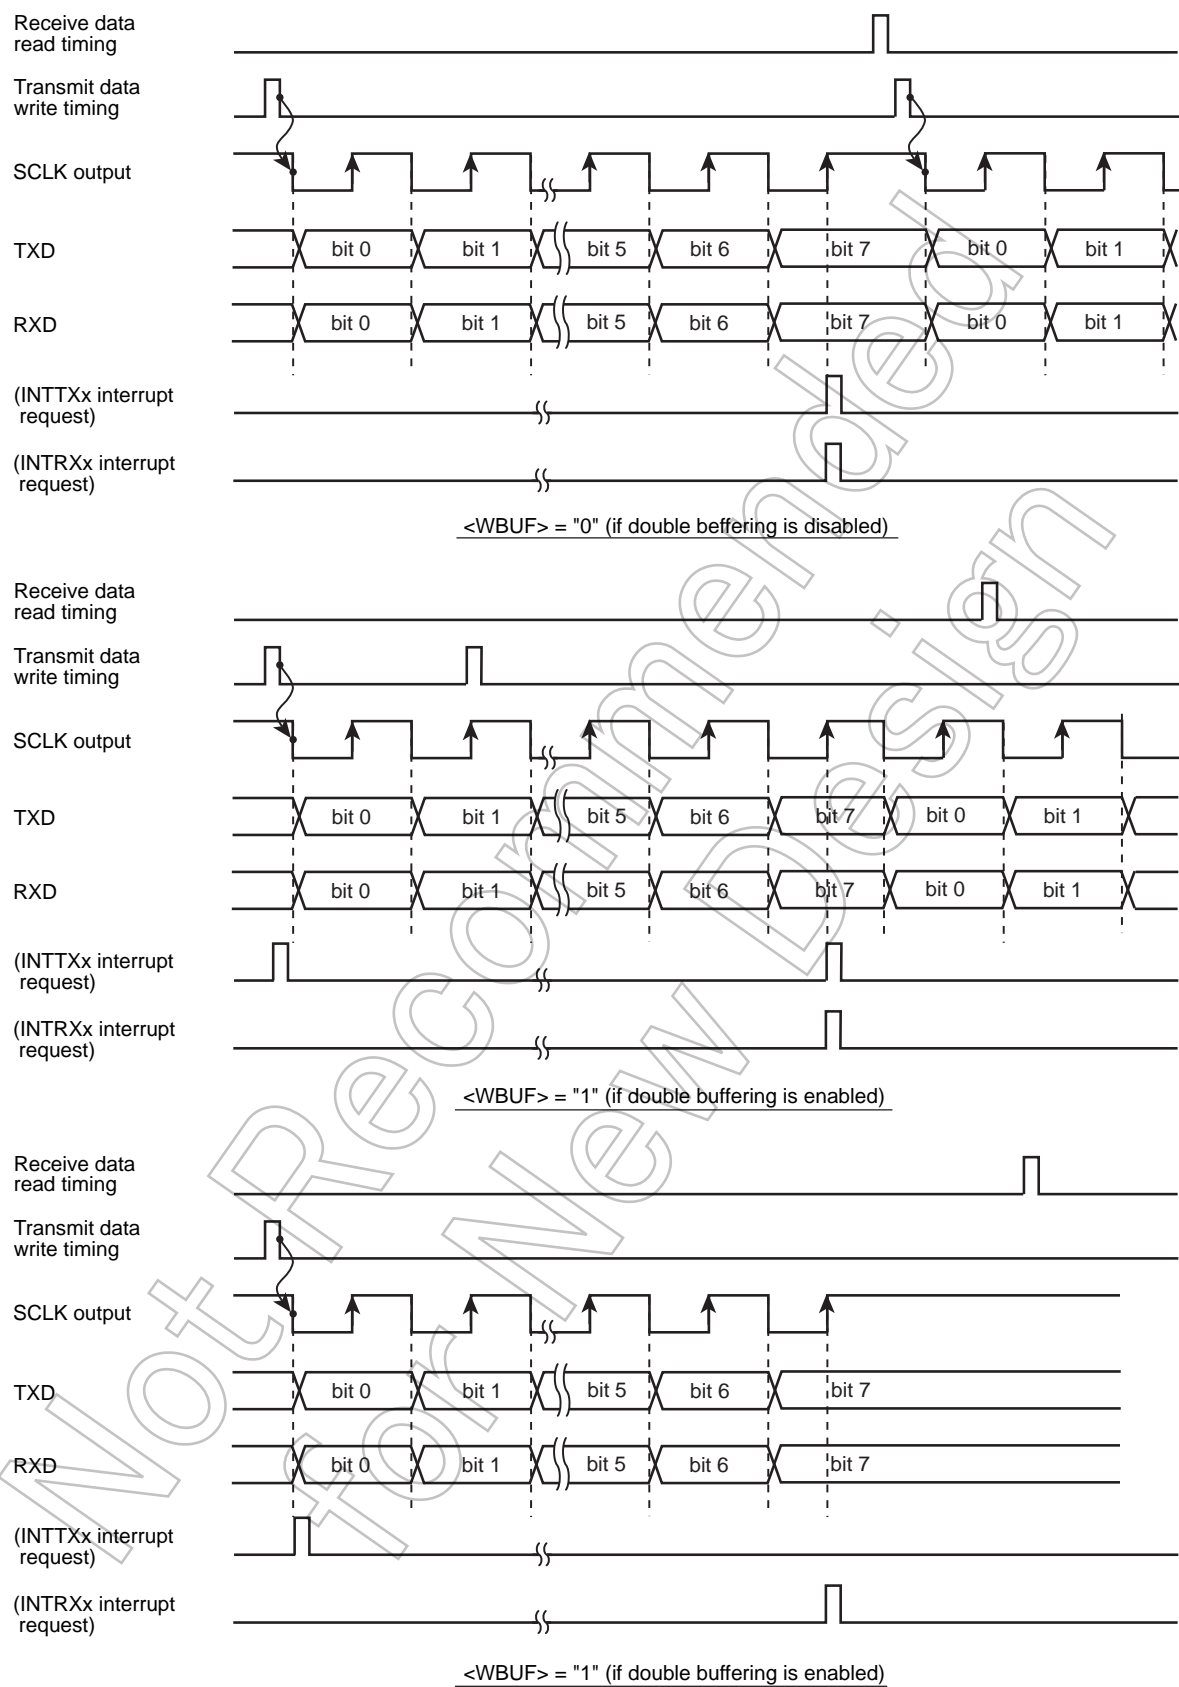 Receive data
read timing
Transmit data
write timing
SCLK output
TXD bit 0 bit 1 bit 5 bit 6 bit 7 bit 0 bit 1
RXD bit 0 bit 1 bit 5 bit 6 bit 7 bit 0 bit 1
(INTTXx interrupt
request)
(INTRXx interrupt
request)
<WBUF> = "0" (if double beffering is disabled)
Receive data
read timing
Transmit data
write timing
SCLK output
TXD bit 0 bit 1 bit 5 bit 6 bit 7 bit 0 bit 1
RXD bit 0 bit 1 bit 5 bit 6 bit 7 bit 0 bit 1
(INTTXx interrupt
request)
(INTRXx interrupt
request)
<WBUF> = "1" (if double buffering is enabled)
Receive data
read timing
Transmit data
write timing
SCLK output
TXD bit 0 bit 1 bit 5 bit 6 bit 7
RXD bit 0 bit 1 bit 5 bit 6 bit 7
(INTTXx interrupt
request)
(INTRXx interrupt
request)
<WBUF> = "1" (if double buffering is enabled)
Not Recommended
for New Design